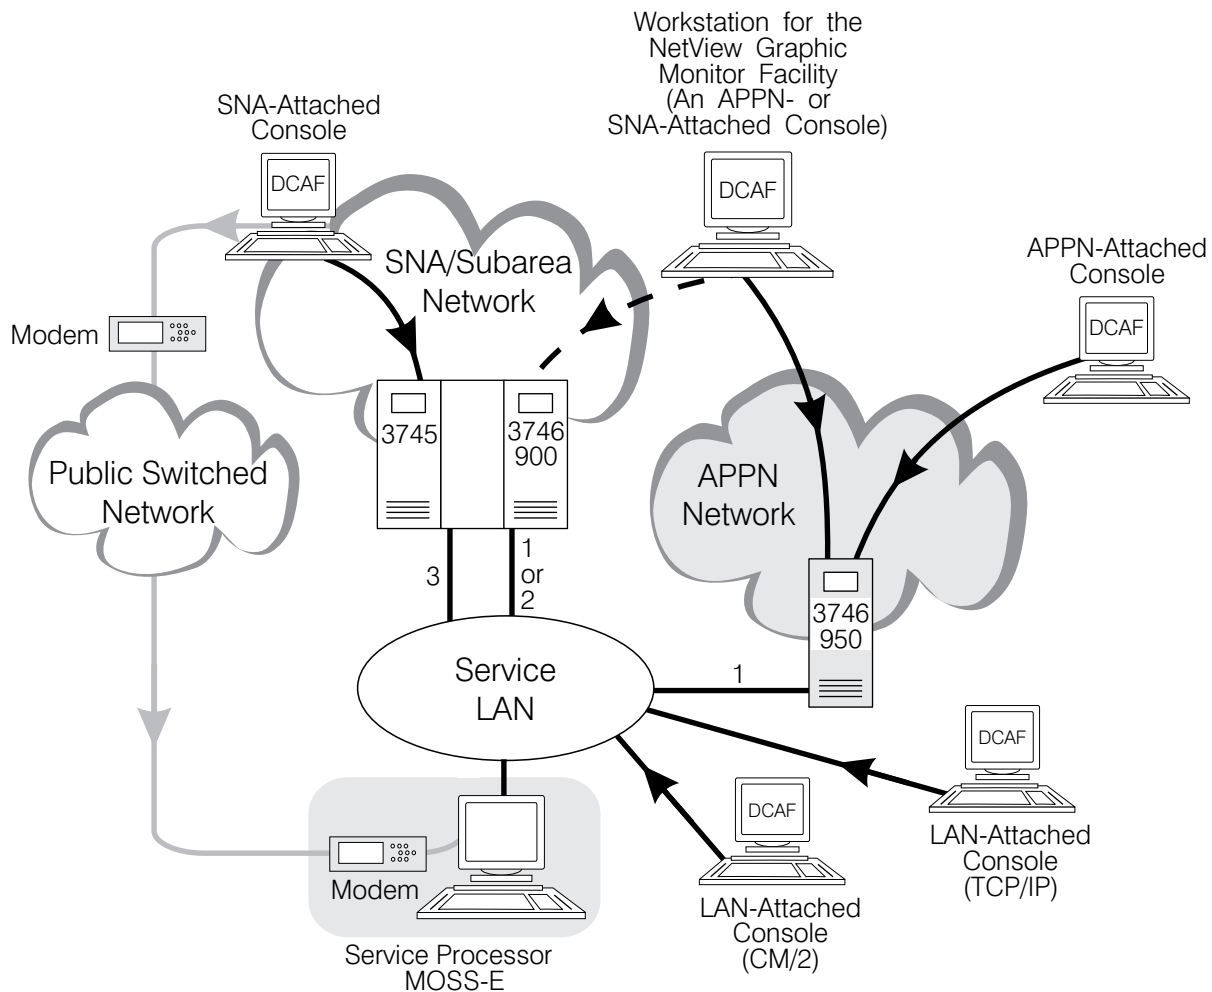 Workstation for the
NetView Graphic
Monitor Facility
(An APPN- or
SNA-Attached Console)
SNA-Attached
Console
DCAF
DCAF
SNA/Subarea
Network
APPN-Attached
Console
DCAF
Modem
3745
3746
900
Public Switched
Network
APPN
Network
3
1
or
2
3746
950
Service
LAN
1
DCAF
DCAF
LAN-Attached
Console
(TCP/IP)
Modem
LAN-Attached
Console
(CM/2)
Service Processor
MOSS-E